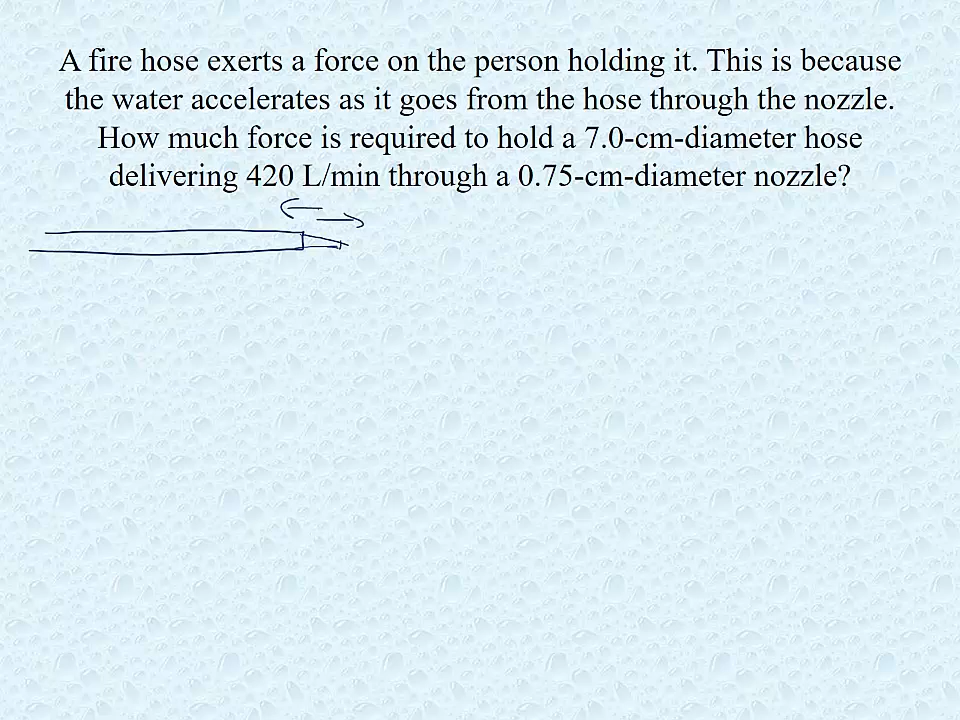 A fire hose exerts a force on the person holding it. This is because
the water accelerates as it goes from the hose through the nozzle.
How much force is required to hold a 7.0-cm-diameter hose
delivering 420 L/min through a 0.75-cm-diameter nozzle?